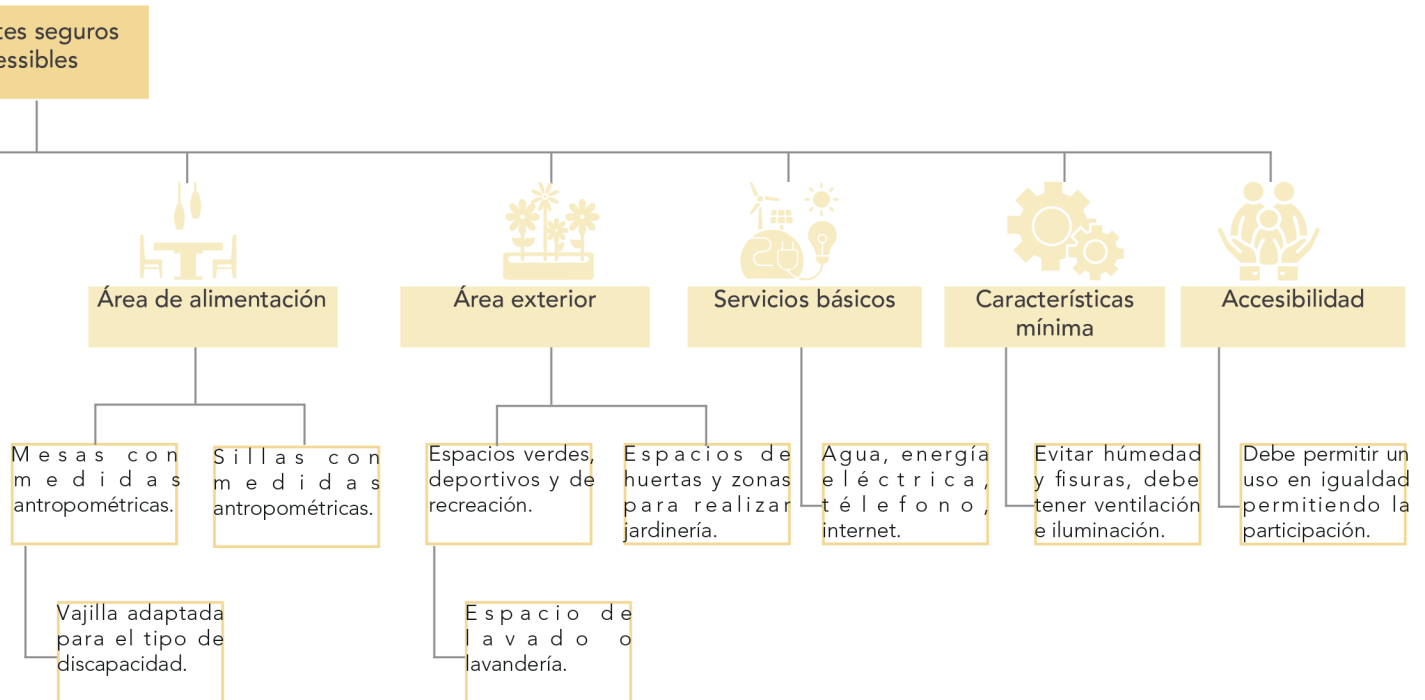 tes seguros
essibles
Área de alimentación
Área exterior
Servicios básicos
Características
mínima
Accesibilidad
Mesas con
medidas
antropométricas.
Sillas con
medidas
antropométricas.
Espacios verdes,
deportivos y de
recreación.
Espacios de
huertas y zonas
para realizar
jardinería.
Agua, energía
eléctrica,
télefono,
internet.
Evitar húmedad
y fisuras, debe
tener ventilación
e iluminación.
Debe permitir un
uso en igualdad
permitiendo la
participación.
Vajilla adaptada
para el tipo de
discapacidad.
Espacio de
lavado o
lavandería.